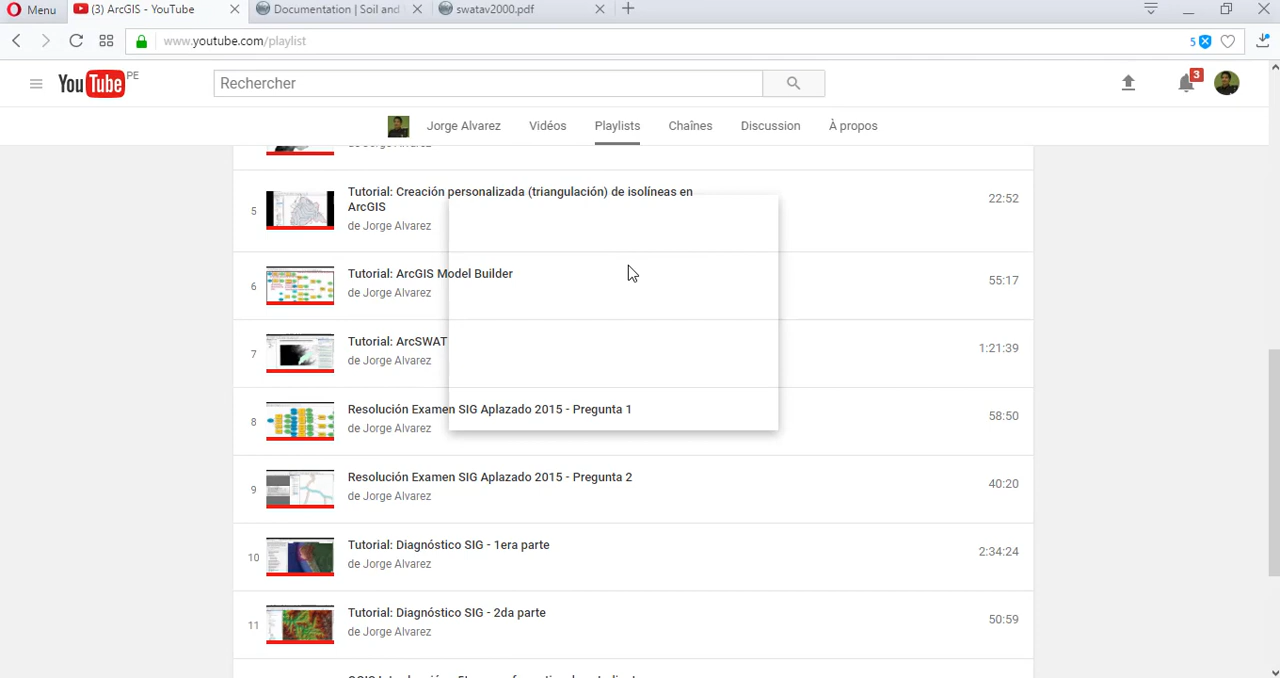 Menu
(3) ArcGIS - YouTube
Documentation | Soil and
swatav2000.pdf
www.youtube.com/playlist
5
YouTube PE
Rechercher
3
Jorge Alvarez
Vidéos
Playlists
Chaînes
Discussion
À propos
de Jorge Alvarez
5
Tutorial: Creación personalizada (triangulación) de isolíneas en
ArcGIS
de Jorge Alvarez
22:52
6
Tutorial: ArcGIS Model Builder
de Jorge Alvarez
55:17
7
Tutorial: ArcSWAT
de Jorge Alvarez
1:21:39
8
Resolución Examen SIG Aplazado 2015 - Pregunta 1
de Jorge Alvarez
58:50
9
Resolución Examen SIG Aplazado 2015 - Pregunta 2
de Jorge Alvarez
40:20
10
Tutorial: Diagnóstico SIG - 1era parte
de Jorge Alvarez
2:34:24
11
Tutorial: Diagnóstico SIG - 2da parte
de Jorge Alvarez
50:59